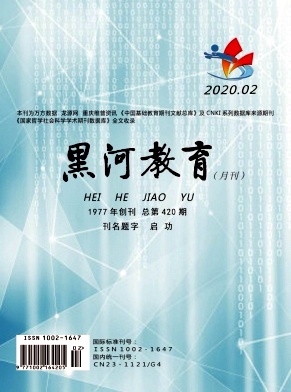 2020.02
本刊为万方数据 龙源网 重庆维普资讯《中国基础教育期刊文献总库》及CNKI系列数据库来源期刊
《国家哲学社会科学学术期刊数据库》全文收录
黑河教育
(月刊)
HEI HE JIAO YU
1977年创刊 总第420期
刊名题字 启功
ISSN 1002-1647
02
9 771002 164205
国际标准刊号:
ISSN1002-1647
国内统一刊号:
CN23-1121/G4